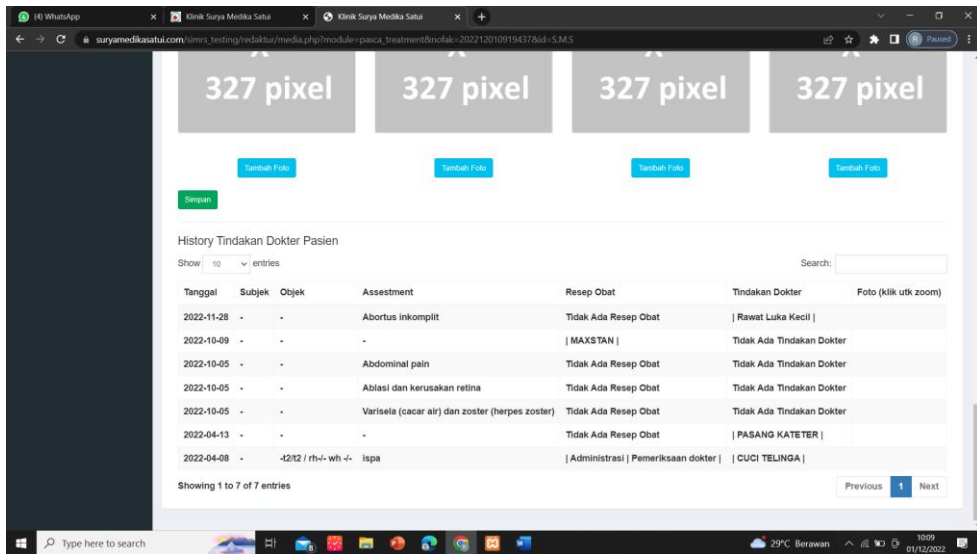 (4) WhatsApp
Klinik Surya Medika Satui
Klinik Surya Medika Satui
suryamedikasatui.com/simrs_testing/redaktur/media.php?module=pasca_treatment&nofak=202212010919437&id=S.M.S
R Paused
327 pixel 327 pixel 327 pixel 327 pixel
Tambah Foto Tambah Foto Tambah Foto Tambah Foto
Simpan
History Tindakan Dokter Pasien
Show 10 entries Search:
Tanggal Subjek Objek Assestment Resep Obat Tindakan Dokter Foto (klik utk zoom)
2022-11-28 - - Abortus inkomplit Tidak Ada Resep Obat | Rawat Luka Kecil |
2022-10-09 - - - | MAXSTAN | Tidak Ada Tindakan Dokter
2022-10-05 - - Abdominal pain Tidak Ada Resep Obat Tidak Ada Tindakan Dokter
2022-10-05 - - Ablasi dan kerusakan retina Tidak Ada Resep Obat Tidak Ada Tindakan Dokter
2022-10-05 - - Varisela (cacar air) dan zoster (herpes zoster) Tidak Ada Resep Obat Tidak Ada Tindakan Dokter
2022-04-13 - - - Tidak Ada Resep Obat | PASANG KATETER |
2022-04-08 - -t2/t2 / rh-/- wh -/- ispa | Administrasi | Pemeriksaan dokter | | CUCI TELINGA |
Showing 1 to 7 of 7 entries Previous 1 Next
Type here to search 29°C Berawan 10:09
01/12/2022